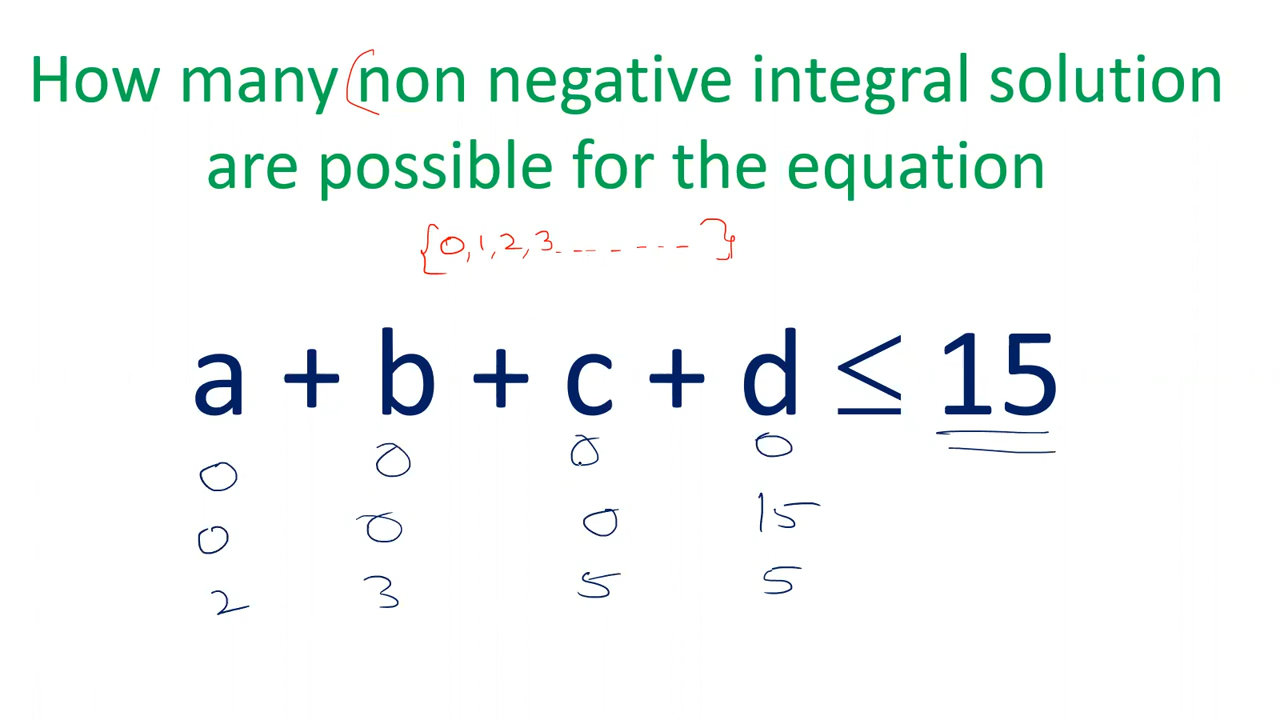 How many (non negative integral solution
are possible for the equation
{0,1,2,3.------}
a + b + c + d ≤ 15
0 0 0 0
0 0 0 15
2 3 5 5